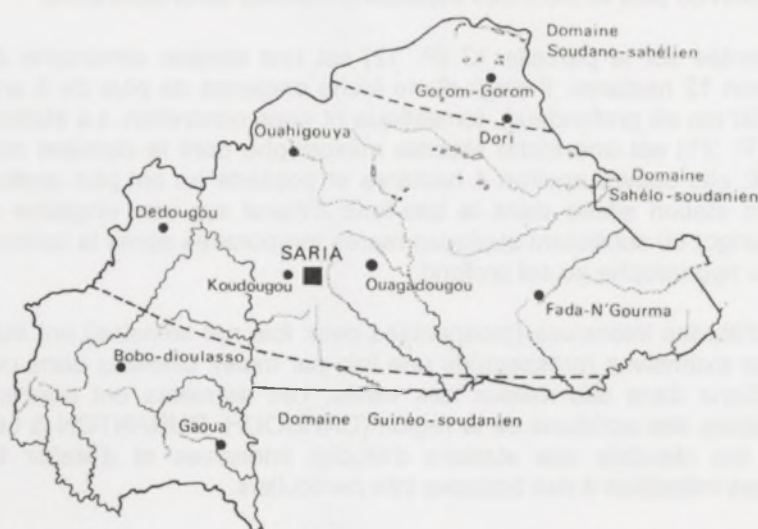 Domaine
Soudano-sahélien
Gorom-Gorom
Dori
Ouahigouya
Domaine
Sahélo-soudanien
Dédougou
SARIA
Koudougou
Ouagadougou
Fada-N'Gourma
Bobo-dioulasso
Domaine Guinéo-soudanien
Gaoua